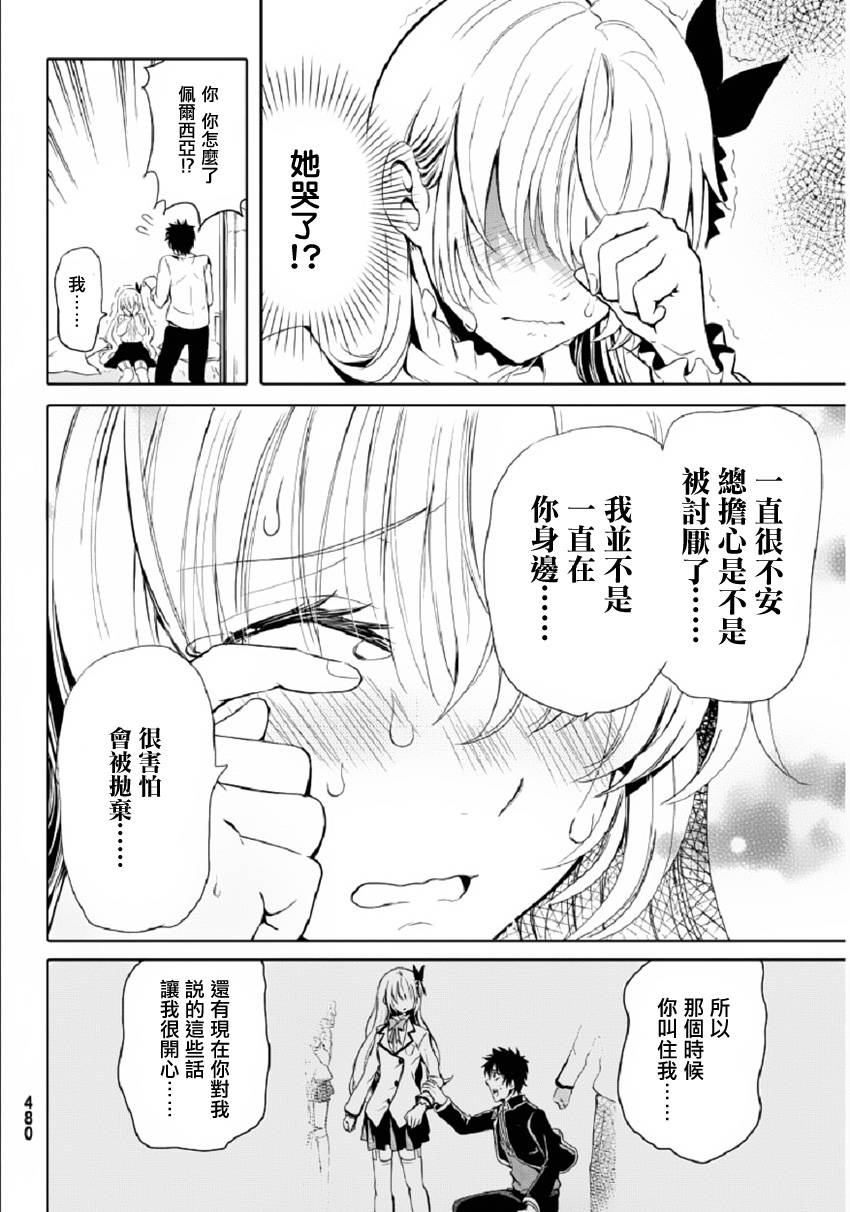 她哭了!?
你 你怎麼了
佩爾西亞!?
我……
一直很不安
總擔心是不是
被討厭了……
我並不是
一直在
你身邊……
很害怕
會被拋棄……
所以
那個時候
你叫住我……
還有現在你對我
說的這些話
讓我很開心……
480